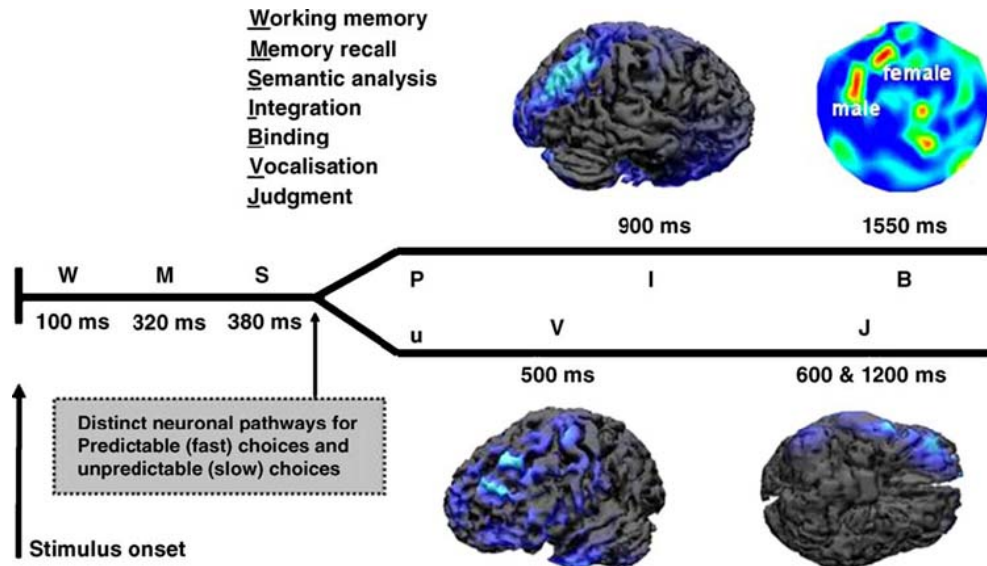 Working memory
Memory recall
Semantic analysis
Integration
Binding
Vocalisation
Judgment
female
male
900 ms
1550 ms
W M S
P I B
100 ms 320 ms 380 ms
u V J
500 ms
600 & 1200 ms
Distinct neuronal pathways for
Predictable (fast) choices and
unpredictable (slow) choices
Stimulus onset